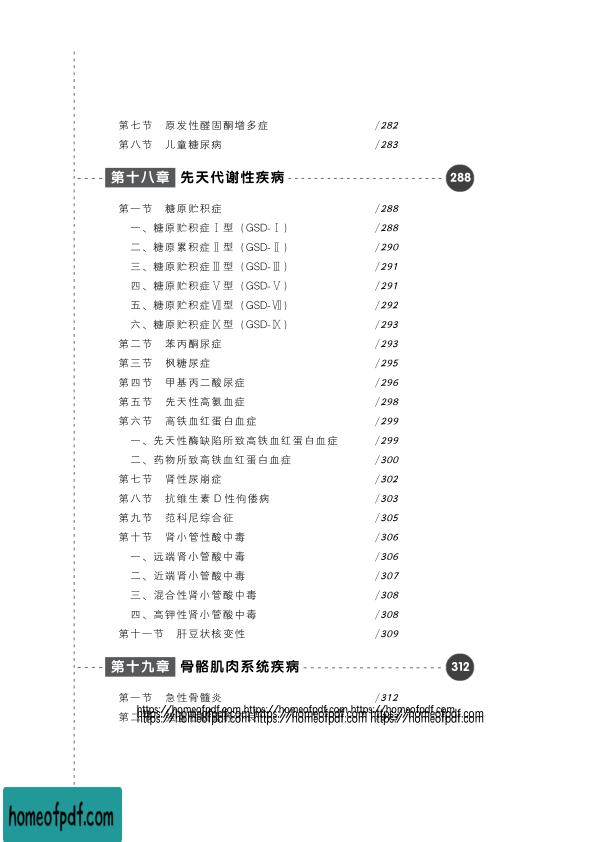 第七节 原发性醛固酮增多症 /282
第八节 儿童糖尿病 /283
第十八章 先天代谢性疾病 288
第一节 糖原贮积症 /288
一、糖原贮积症Ⅰ型（GSD-Ⅰ） /288
二、糖原累积症Ⅱ型（GSD-Ⅱ） /290
三、糖原贮积症Ⅲ型（GSD-Ⅲ） /291
四、糖原贮积症Ⅴ型（GSD-Ⅴ） /291
五、糖原贮积症Ⅶ型（GSD-Ⅶ） /292
六、糖原贮积症Ⅸ型（GSD-Ⅸ） /293
第二节 苯丙酮尿症 /293
第三节 枫糖尿症 /295
第四节 甲基丙二酸尿症 /296
第五节 先天性高氨血症 /298
第六节 高铁血红蛋白血症 /299
一、先天性酶缺陷所致高铁血红蛋白血症 /299
二、药物所致高铁血红蛋白血症 /300
第七节 肾性尿崩症 /302
第八节 抗维生素 D 性佝偻病 /303
第九节 范科尼综合征 /305
第十节 肾小管性酸中毒 /306
一、远端肾小管酸中毒 /306
二、近端肾小管酸中毒 /307
三、混合性肾小管酸中毒 /308
四、高钾性肾小管酸中毒 /308
第十一节 肝豆状核变性 /309
第十九章 骨骼肌肉系统疾病 312
第一节 急性骨髓炎 /312
https://homeofpdf.com https://homeofpdf.com https://homeofpdf.com
第二
https://homeofpdf.com https://homeofpdf.com https://homeofpdf.com
https://homeofpdf.com https://homeofpdf.com https://homeofpdf.com
homeofpdf.com